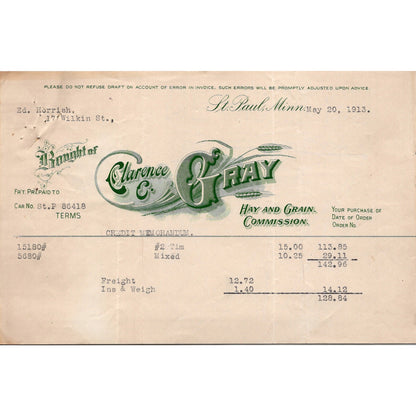 PLEASE DO NOT REFUSE DRAFT ON ACCOUNT OF ERROR IN INVOICE, SUCH ERRORS WILL BE PROMPTLY ADJUSTED UPON ADVICE
Ed. Horrish, St. Paul, Minn. May 20, 1913.
17 Wilkin St.,
Bought of
Clarence C. Gray
Hay and Grain Commission.
FRT. PREPAID TO
CAR NO. St.P 86418
TERMS
YOUR PURCHASE OF
DATE OF ORDER
ORDER NO.
CREDIT MEMORANDUM.
15180# #2 Tim 15.00 113.85
5680# Mixed 10.25 29.11
142.96
Freight 12.72
Ins & Weigh 1.40 14.12
128.84